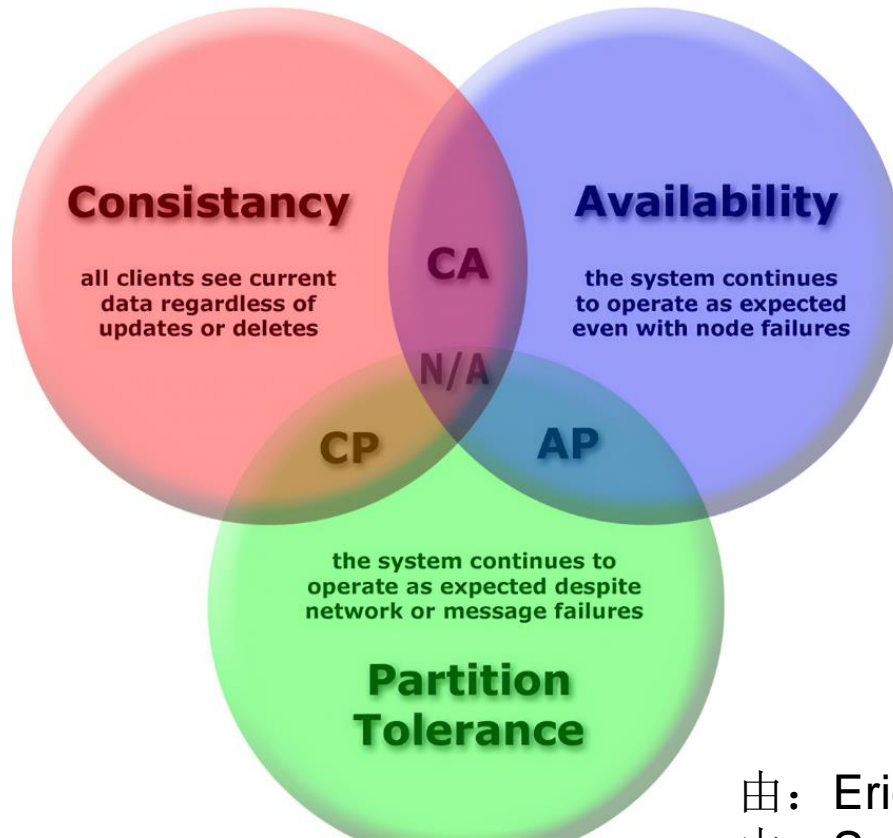 Consistancy
all clients see current
data regardless of
updates or deletes
Availability
the system continues
to operate as expected
even with node failures
CA
N/A
CP
AP
the system continues to
operate as expected despite
network or message failures
Partition
Tolerance
由：Eri